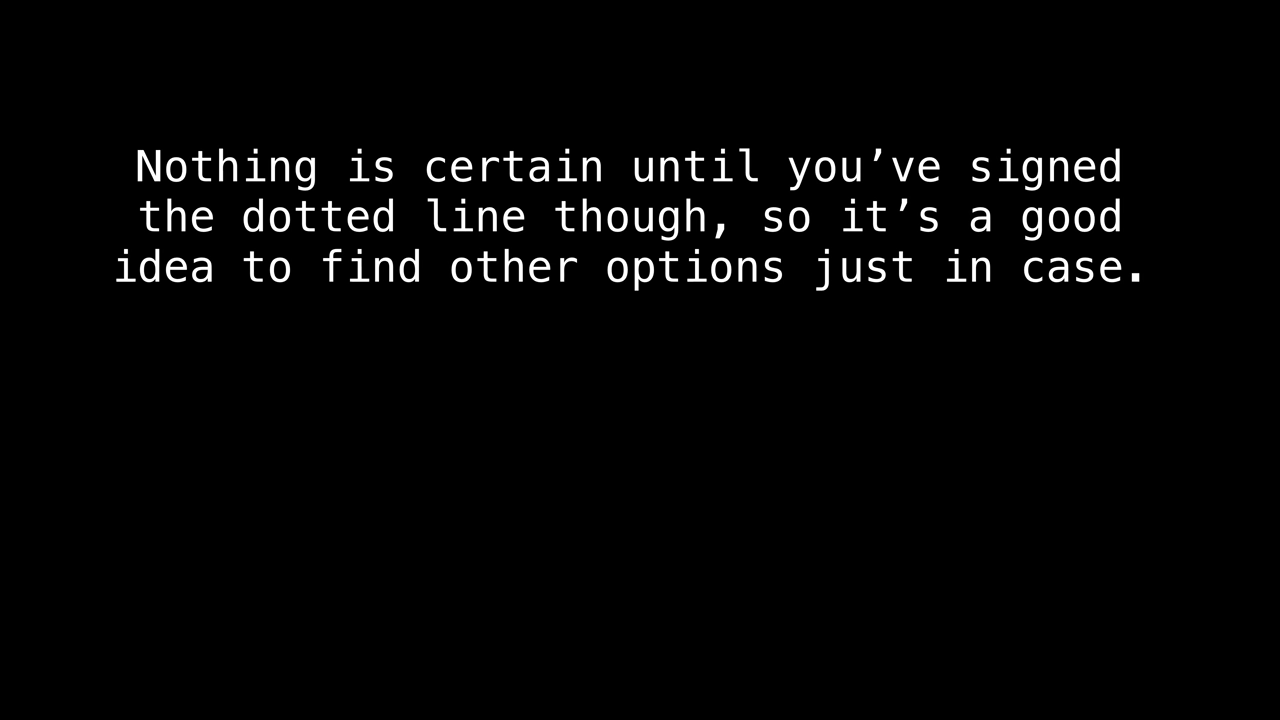 Nothing is certain until you’ve signed
the dotted line though, so it’s a good
idea to find other options just in case.